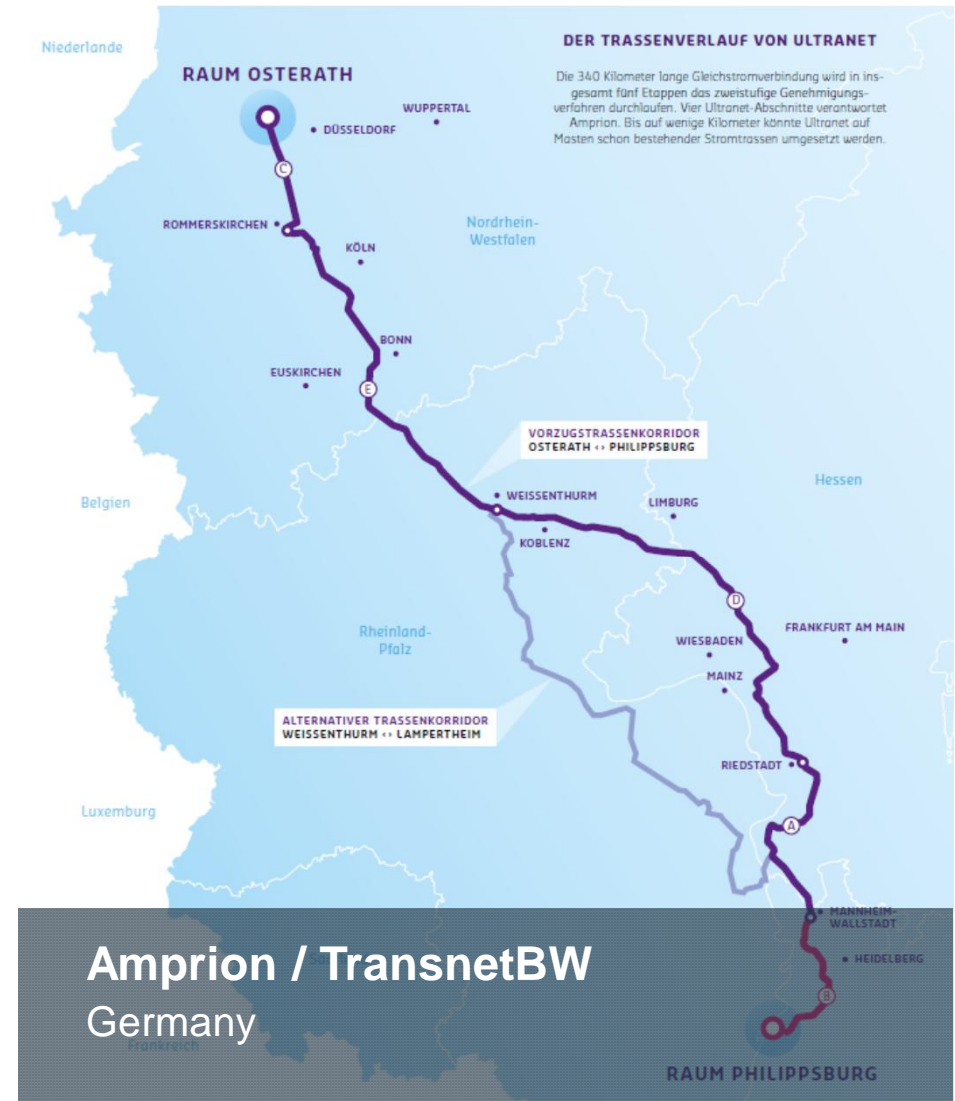 Niederlande
DER TRASSENVERLAUF VON ULTRANET
RAUM OSTERATH
Die 340 Kilometer lange Gleichstromverbindung wird in ins-
gesamt fünf Etappen das zweistufige Genehmigungs-
verfahren durchlaufen. Vier Ultranet-Abschnitte verantwortet
Amprion. Bis auf wenige Kilometer könnte Ultranet auf
Masten schon bestehender Stromtrassen umgesetzt werden.
WUPPERTAL
DÜSSELDORF
C
ROMMERSKIRCHEN
Nordrhein-
Westfalen
KÖLN
BONN
EUSKIRCHEN
E
VORZUGSTRASSENKORRIDOR
OSTERATH ‹› PHILIPPSBURG
Hessen
Belgien
WEISSENTHURM
LIMBURG
KOBLENZ
D
Rheinland-
Pfalz
FRANKFURT AM MAIN
WIESBADEN
MAINZ
ALTERNATIVER TRASSENKORRIDOR
WEISSENTHURM ‹› LAMPERTHEIM
RIEDSTADT
Luxemburg
A
MANNHEIM-
WALLSTADT
Amprion / TransnetBW
HEIDELBERG
B
Germany
Frankreich
RAUM PHILIPPSBURG